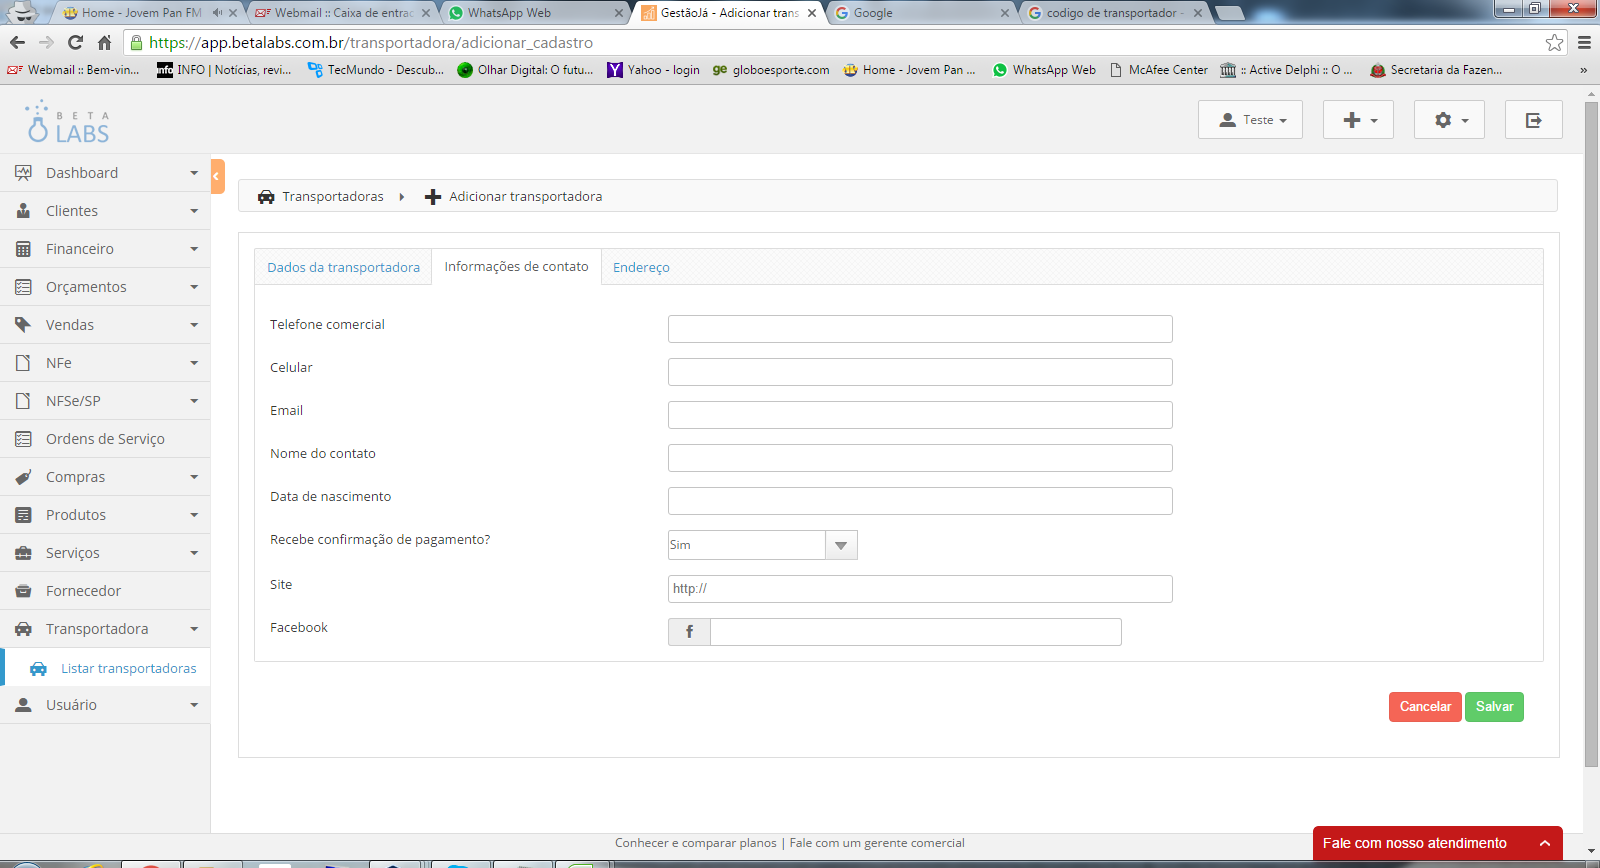 Home - Jovem Pan FM
Webmail :: Caixa de entrac
WhatsApp Web
GestãoJá - Adicionar trans
Google
codigo de transportador -
https://app.betalabs.com.br/transportadora/adicionar_cadastro
Webmail :: Bem-vin...
info INFO | Notícias, revi...
TecMundo - Descub...
Olhar Digital: O futu...
Yahoo - login
ge globoesporte.com
Home - Jovem Pan ...
WhatsApp Web
McAfee Center
:: Active Delphi :: O ...
Secretaria da Fazen...
»
BETA
LABS
Teste
Dashboard
Clientes
Financeiro
Orçamentos
Vendas
NFe
NFSe/SP
Ordens de Serviço
Compras
Produtos
Serviços
Fornecedor
Transportadora
Listar transportadoras
Usuário
Transportadoras
Adicionar transportadora
Dados da transportadora
Informações de contato
Endereço
Telefone comercial
Celular
Email
Nome do contato
Data de nascimento
Recebe confirmação de pagamento?
Sim
Site
http://
Facebook
f
Cancelar
Salvar
Conhecer e comparar planos | Fale com um gerente comercial
Fale com nosso atendimento